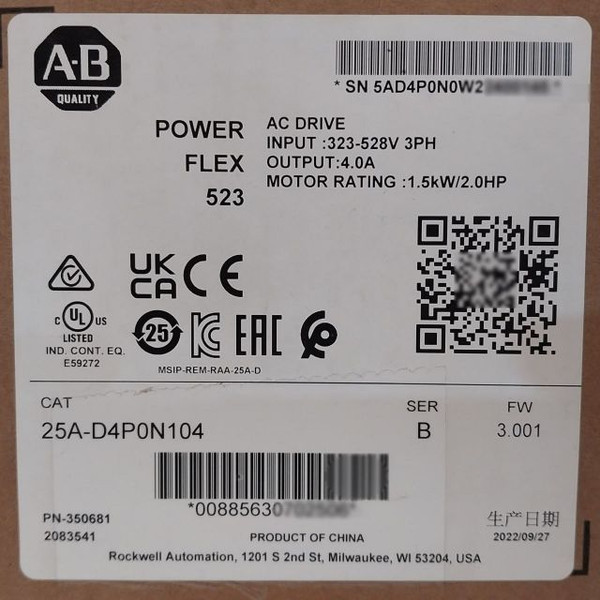 A-B
QUALITY
* SN 5AD4P0N0W2
POWER
FLEX
523
AC DRIVE
INPUT :323-528V 3PH
OUTPUT:4.0A
MOTOR RATING :1.5kW/2.0HP
UK
CA
CE
C UL US
LISTED
IND. CONT. EQ.
E59272
25
EAC
MSIP-REM-RAA-25A-D
CAT
25A-D4P0N104
SER
B
FW
3.001
*00885630
PN-350681
2083541
生产日期
2022/09/27
PRODUCT OF CHINA
Rockwell Automation, 1201 S 2nd St, Milwaukee, WI 53204, USA